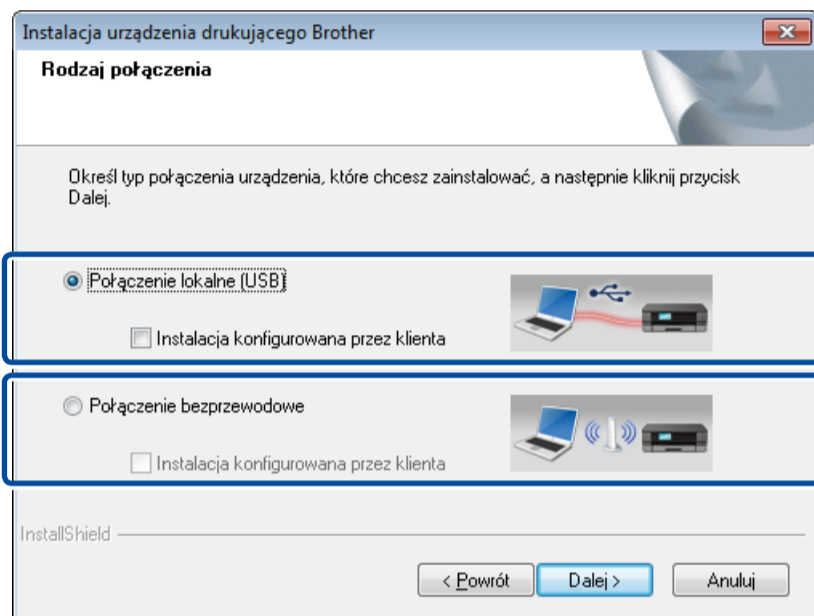 Instalacja urządzenia drukującego Brother
Rodzaj połączenia
Określ typ połączenia urządzenia, które chcesz zainstalować, a następnie kliknij przycisk
Dalej.
Połączenie lokalne (USB)
Instalacja konfigurowana przez klienta
Połączenie bezprzewodowe
Instalacja konfigurowana przez klienta
InstallShield
< Powrót Dalej > Anuluj